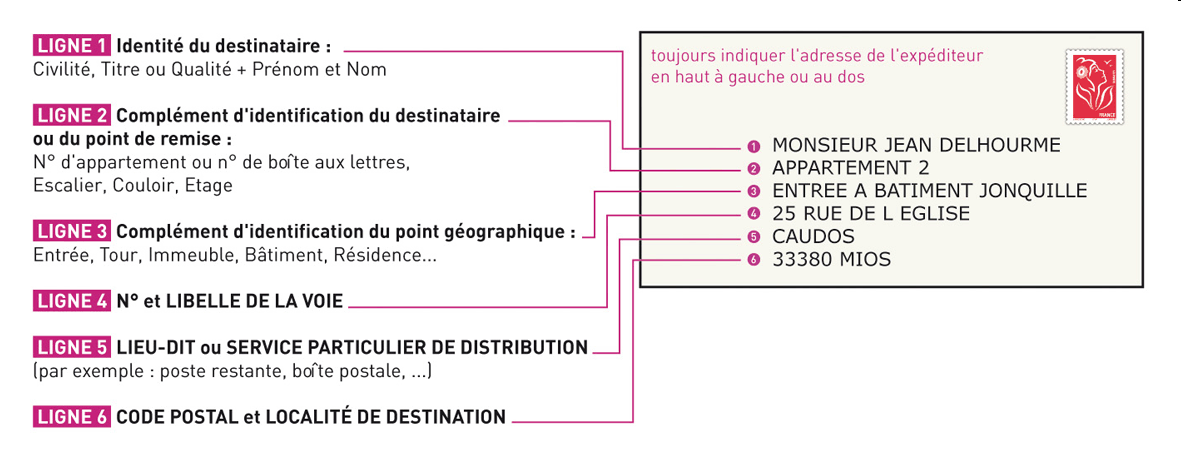 LIGNE 1 Identité du destinataire :
Civilité, Titre ou Qualité + Prénom et Nom
LIGNE 2 Complément d'identification du destinataire
ou du point de remise :
N° d'appartement ou n° de boîte aux lettres,
Escalier, Couloir, Etage
LIGNE 3 Complément d'identification du point géographique :
Entrée, Tour, Immeuble, Bâtiment, Résidence...
LIGNE 4 N° et LIBELLE DE LA VOIE
LIGNE 5 LIEU-DIT ou SERVICE PARTICULIER DE DISTRIBUTION
(par exemple : poste restante, boîte postale, ...)
LIGNE 6 CODE POSTAL et LOCALITÉ DE DESTINATION
toujours indiquer l'adresse de l'expéditeur
en haut à gauche ou au dos
FRANCE
1 MONSIEUR JEAN DELHOURME
2 APPARTEMENT 2
3 ENTREE A BATIMENT JONQUILLE
4 25 RUE DE L EGLISE
5 CAUDOS
6 33380 MIOS